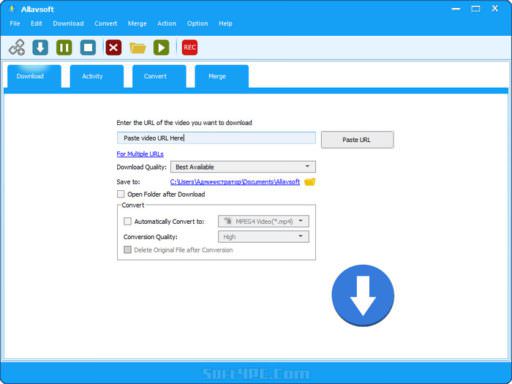 Allavsoft
File Edit Download Convert Merge Action Option Help
REC
Download Activity Convert Merge
Enter the URL of the video you want to download
Paste video URL Here
Paste URL
For Multiple URLs
Download Quality: Best Available
Save to: C:\Users\Администратор\Documents\Allavsoft
Open Folder after Download
Convert
Automatically Convert to: MPEG4 Video(*.mp4)
Conversion Quality: High
Delete Original File after Conversion
Soft4PE.Com